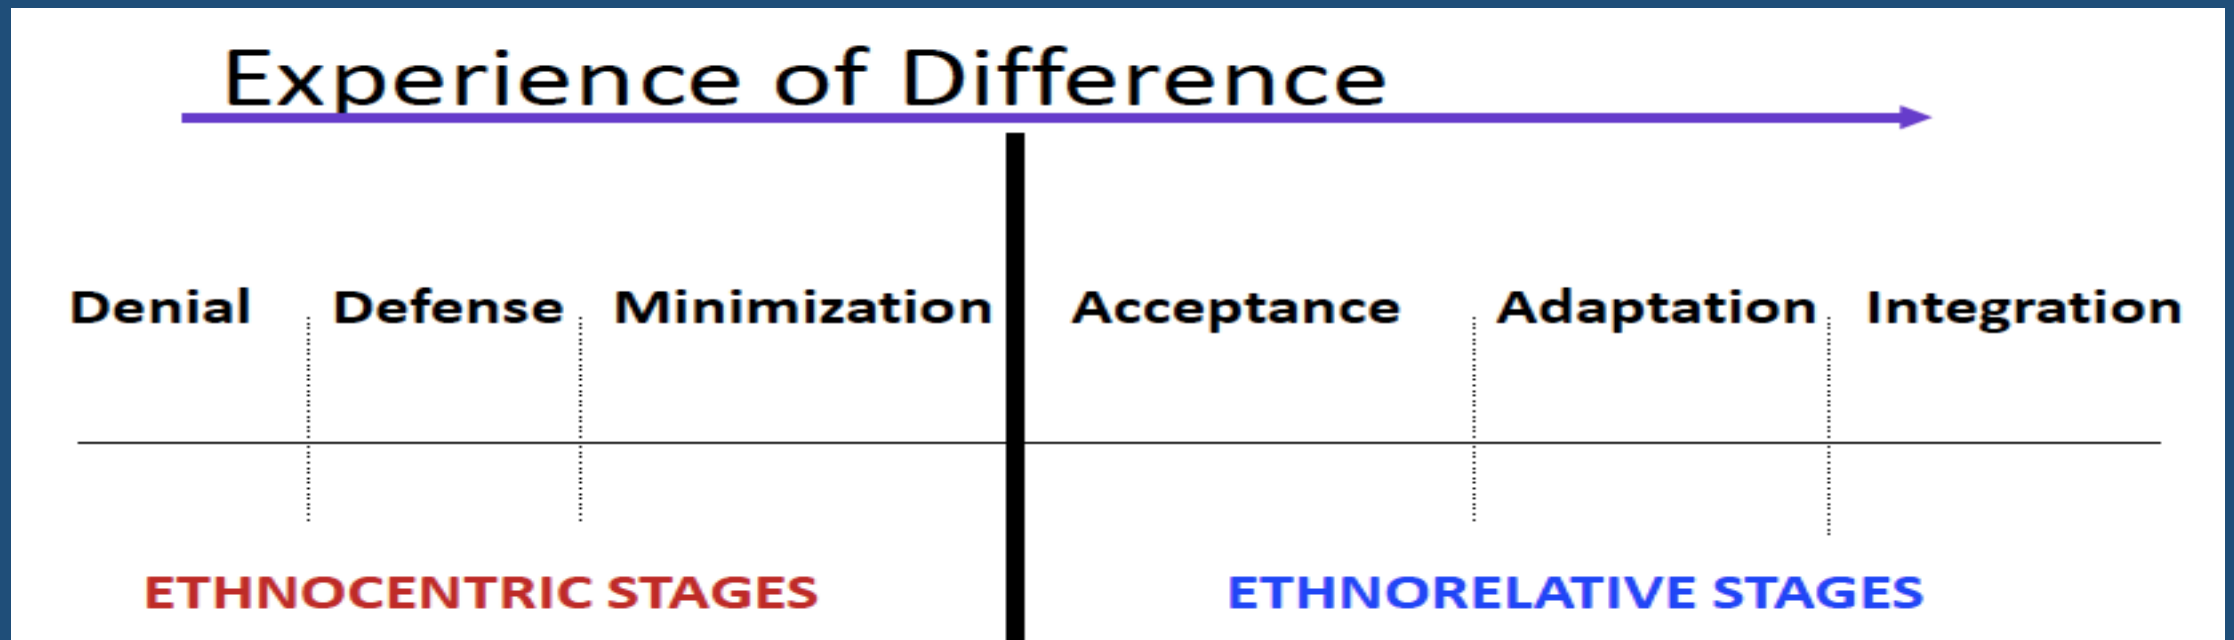 Experience of Difference
Denial Defense Minimization Acceptance Adaptation Integration
ETHNOCENTRIC STAGES ETHNORELATIVE STAGES